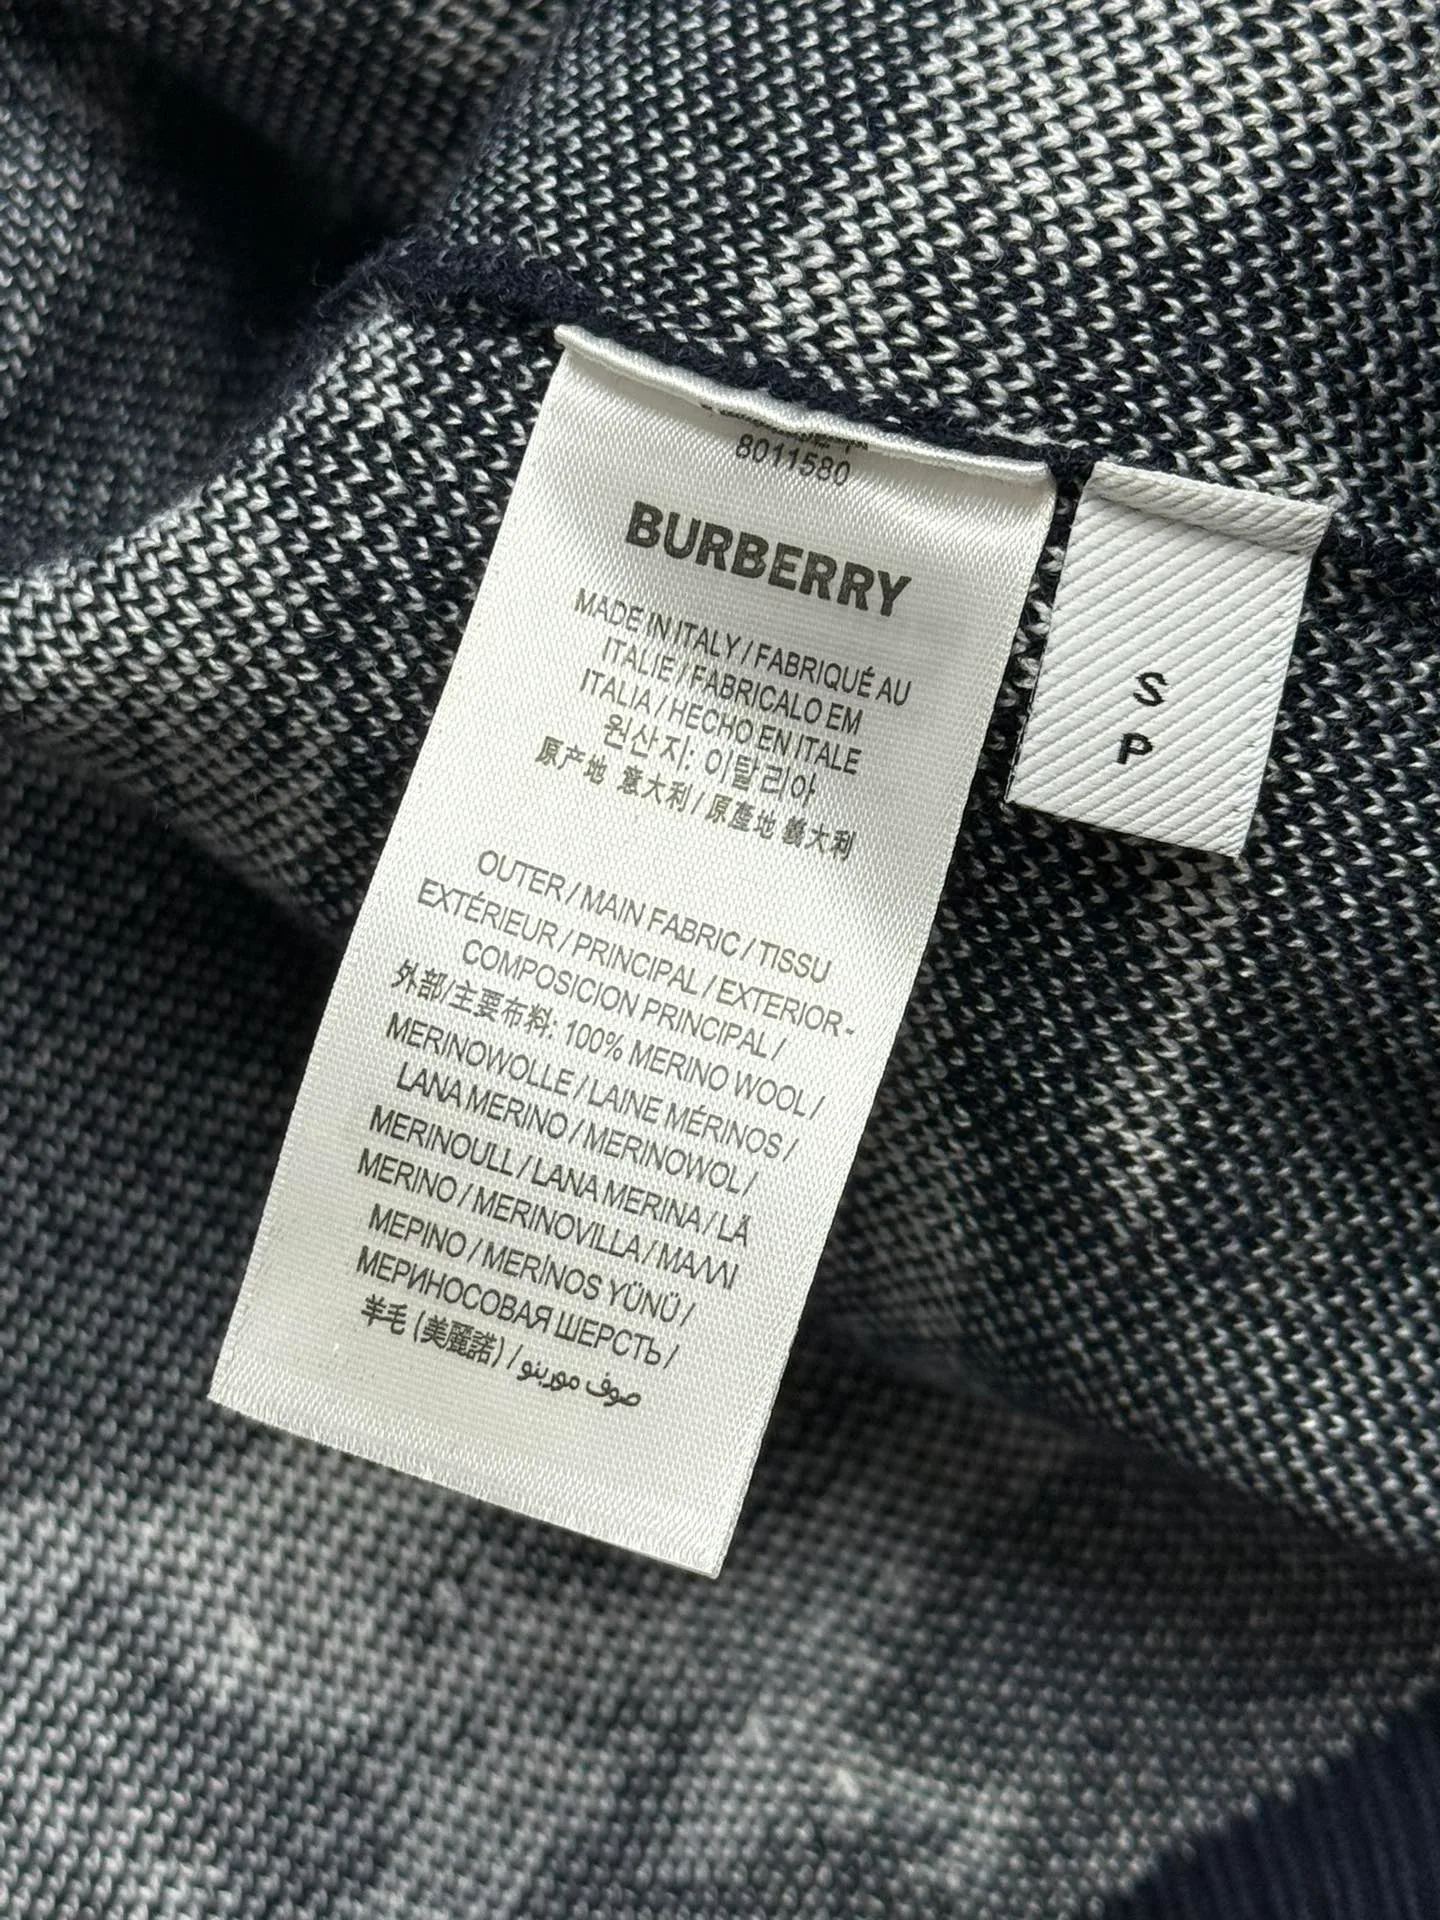 8011580
BURBERRY
MADE IN ITALY / FABRIQUÉ AU
ITALIE / FABRICALO EM
ITALIA / HECHO EN ITALE
원산지: 이탈리아
原产地 意大利 / 原產地 義大利
OUTER / MAIN FABRIC / TISSU
EXTÉRIEUR / PRINCIPAL / EXTERIOR-
COMPOSICION PRINCIPAL /
外部/主要布料: 100% MERINO WOOL /
MERINOWOLLE / LAINE MÉRINOS /
LANA MERINO / MERINOWOL /
MERINOULL / LANA MERINA / LÃ
MERINO / MERINOVILLA / ΜΑΛΛΙ
ΜΕΡΙΝΟ / MERİNOS YÜNÜ /
МЕРИНОСОВАЯ ШЕРСТЬ /
羊毛 (美麗諾) / صوف مورينو
S
P